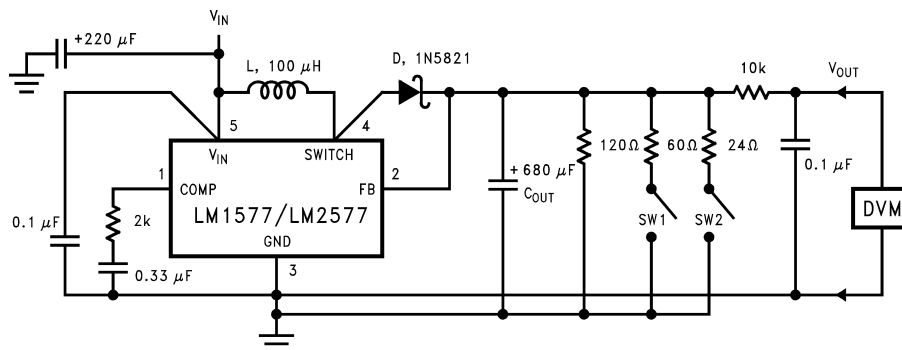 V_IN
+220 μF
L, 100 μH
D, 1N5821
10k
V_OUT
5
4
V_IN
SWITCH
1
COMP
FB
2
120Ω
60Ω
24Ω
0.1 μF
+680 μF
C_OUT
0.1 μF
2k
LM1577/LM2577
SW1
SW2
DVM
GND
0.33 μF
3